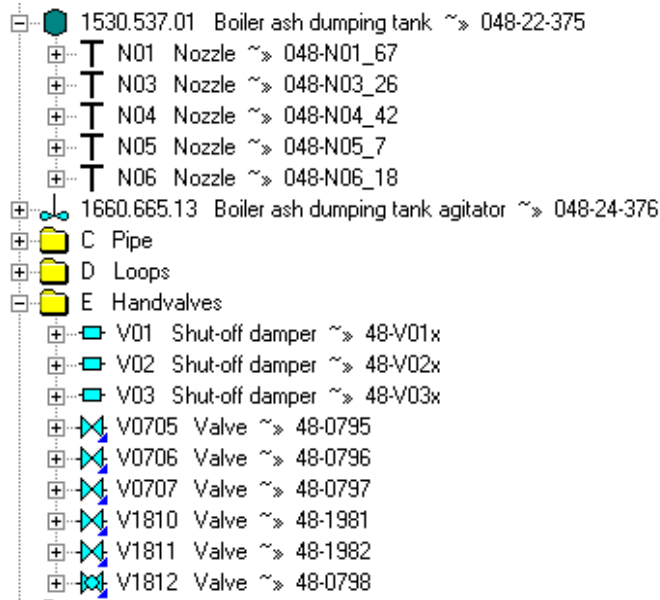 1530.537.01 Boiler ash dumping tank ~» 048-22-375
N01 Nozzle ~» 048-N01_67
N03 Nozzle ~» 048-N03_26
N04 Nozzle ~» 048-N04_42
N05 Nozzle ~» 048-N05_7
N06 Nozzle ~» 048-N06_18
1660.665.13 Boiler ash dumping tank agitator ~» 048-24-376
C Pipe
D Loops
E Handvalves
V01 Shut-off damper ~» 48-V01x
V02 Shut-off damper ~» 48-V02x
V03 Shut-off damper ~» 48-V03x
V0705 Valve ~» 48-0795
V0706 Valve ~» 48-0796
V0707 Valve ~» 48-0797
V1810 Valve ~» 48-1981
V1811 Valve ~» 48-1982
V1812 Valve ~» 48-0798